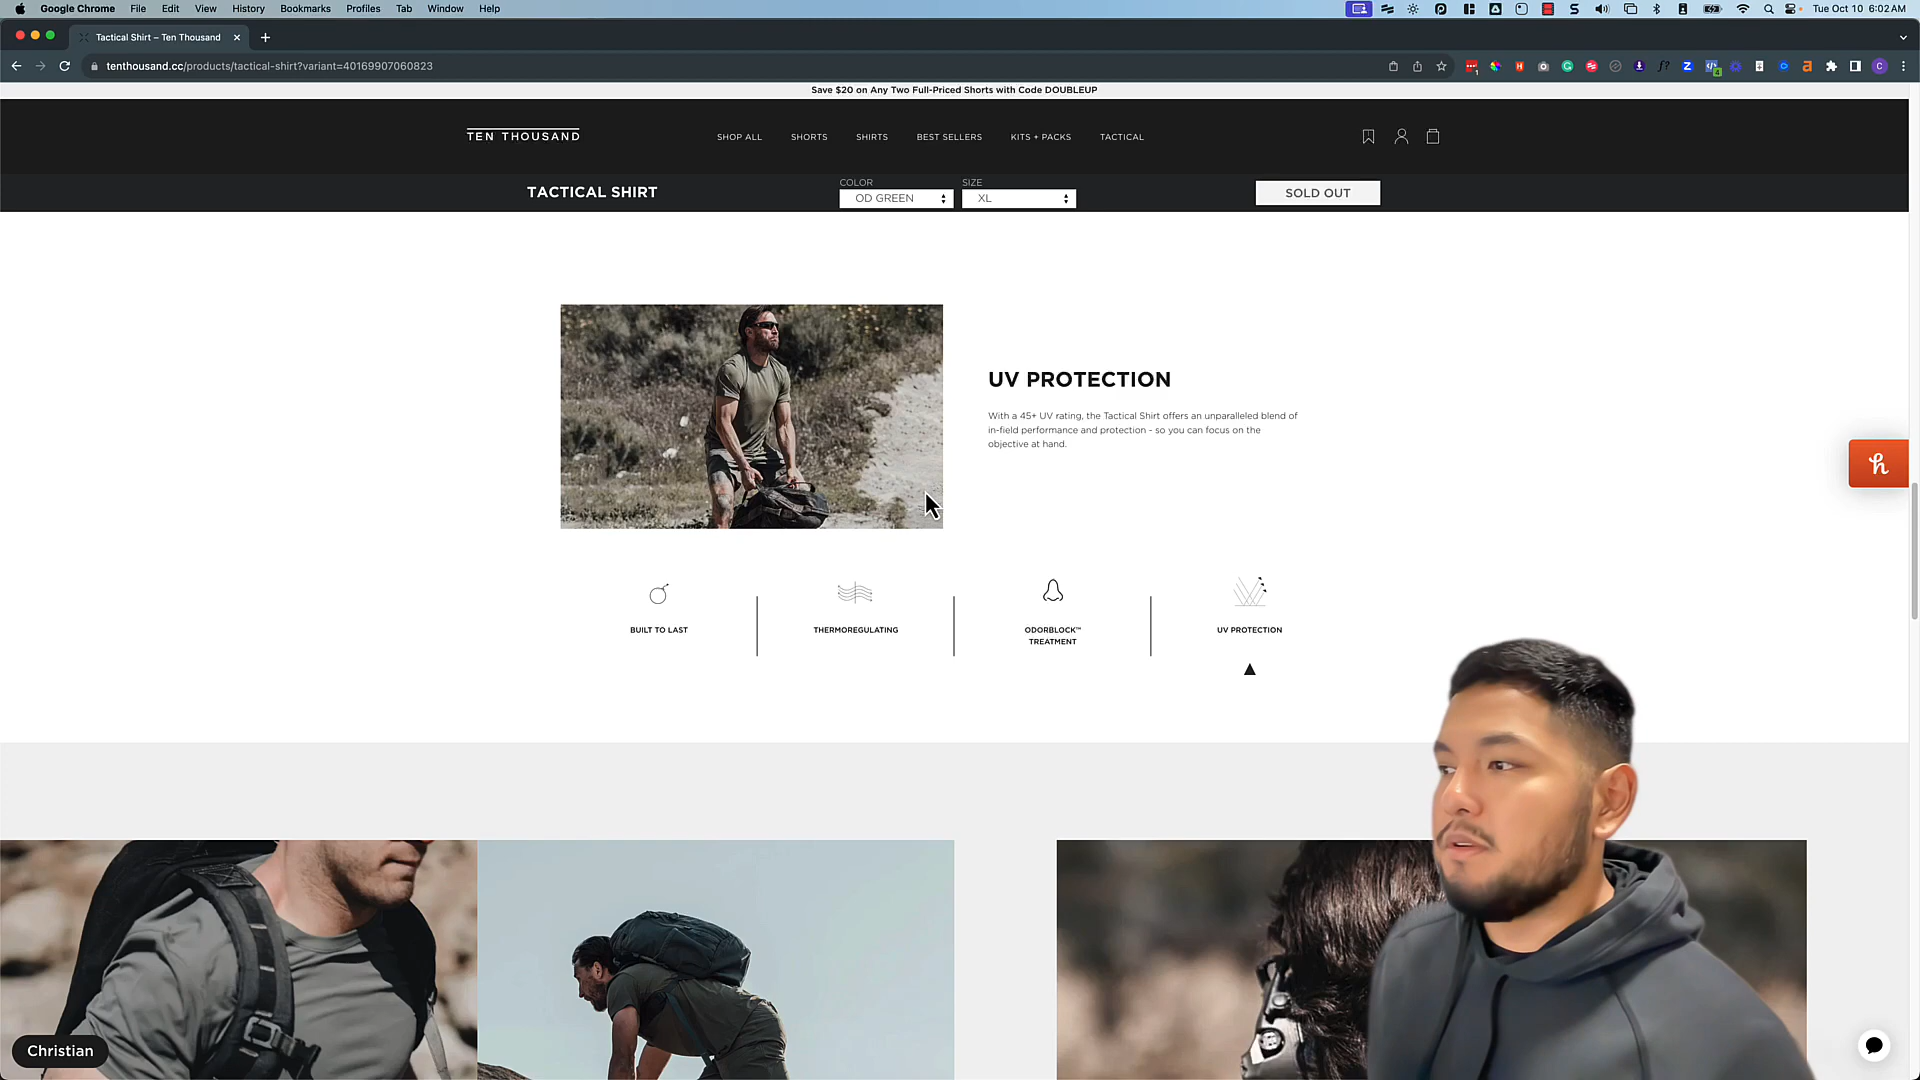 Google Chrome File Edit View History Bookmarks Profiles Tab Window Help
Tue Oct 10 6:02 AM
Tactical Shirt – Ten Thousand
tenthousand.cc/products/tactical-shirt?variant=40169907060823
Save $20 on Any Two Full-Priced Shorts with Code DOUBLEUP
TEN THOUSAND
SHOP ALL SHORTS SHIRTS BEST SELLERS KITS + PACKS TACTICAL
TACTICAL SHIRT
COLOR
OD GREEN
SIZE
XL
SOLD OUT
UV PROTECTION
With a 45+ UV rating, the Tactical Shirt offers an unparalleled blend of
in-field performance and protection - so you can focus on the
objective at hand.
BUILT TO LAST
THERMOREGULATING
ODORBLOCK™
TREATMENT
UV PROTECTION
Christian